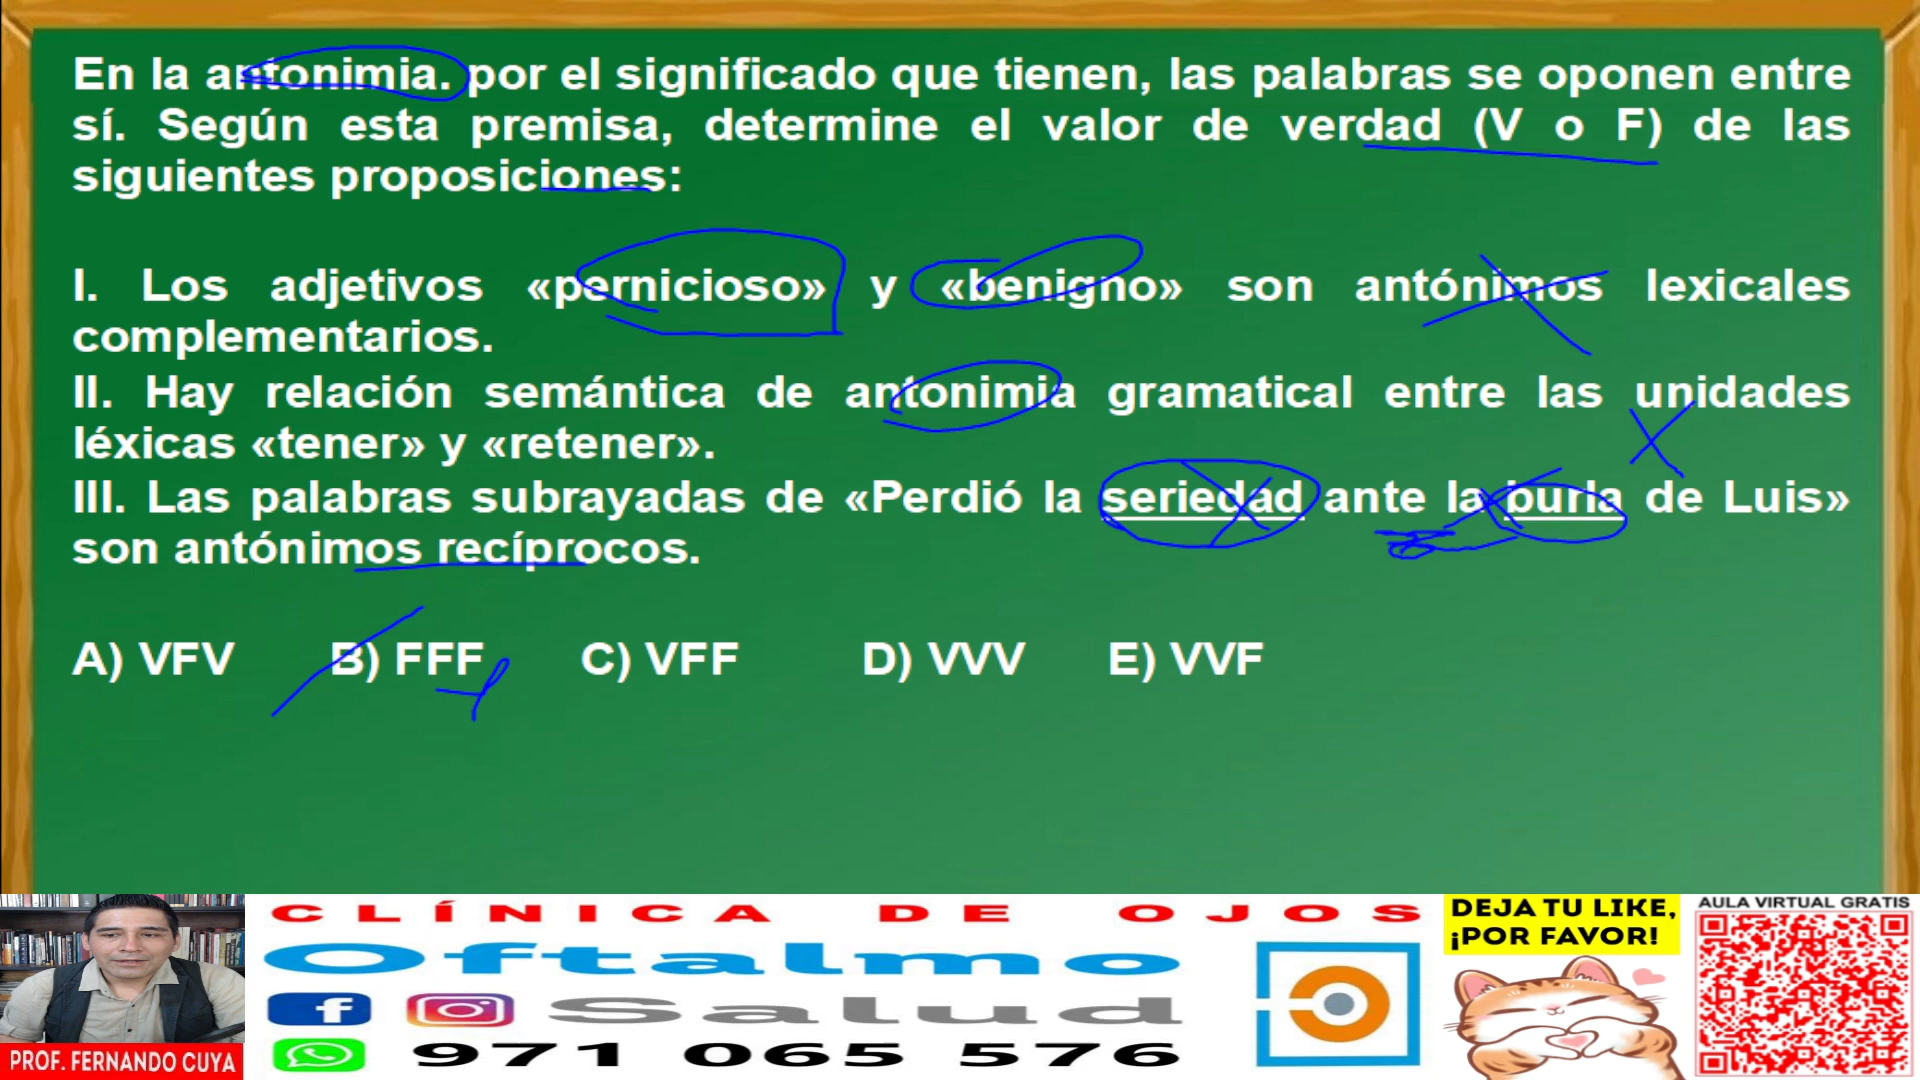 En la antonimia. por el significado que tienen, las palabras se oponen entre
sí. Según esta premisa, determine el valor de verdad (V o F) de las
siguientes proposiciones:
I. Los adjetivos «pernicioso» y «benigno» son antónimos lexicales
complementarios.
II. Hay relación semántica de antonimia gramatical entre las unidades
léxicas «tener» y «retener».
III. Las palabras subrayadas de «Perdió la seriedad ante la burla de Luis»
son antónimos recíprocos.
A) VFV B) FFF C) VFF D) VVV E) VVF
PROF. FERNANDO CUYA
CLÍNICA DE OJOS
Oftalmo
Salud
971 065 576
DEJA TU LIKE,
¡POR FAVOR!
AULA VIRTUAL GRATIS